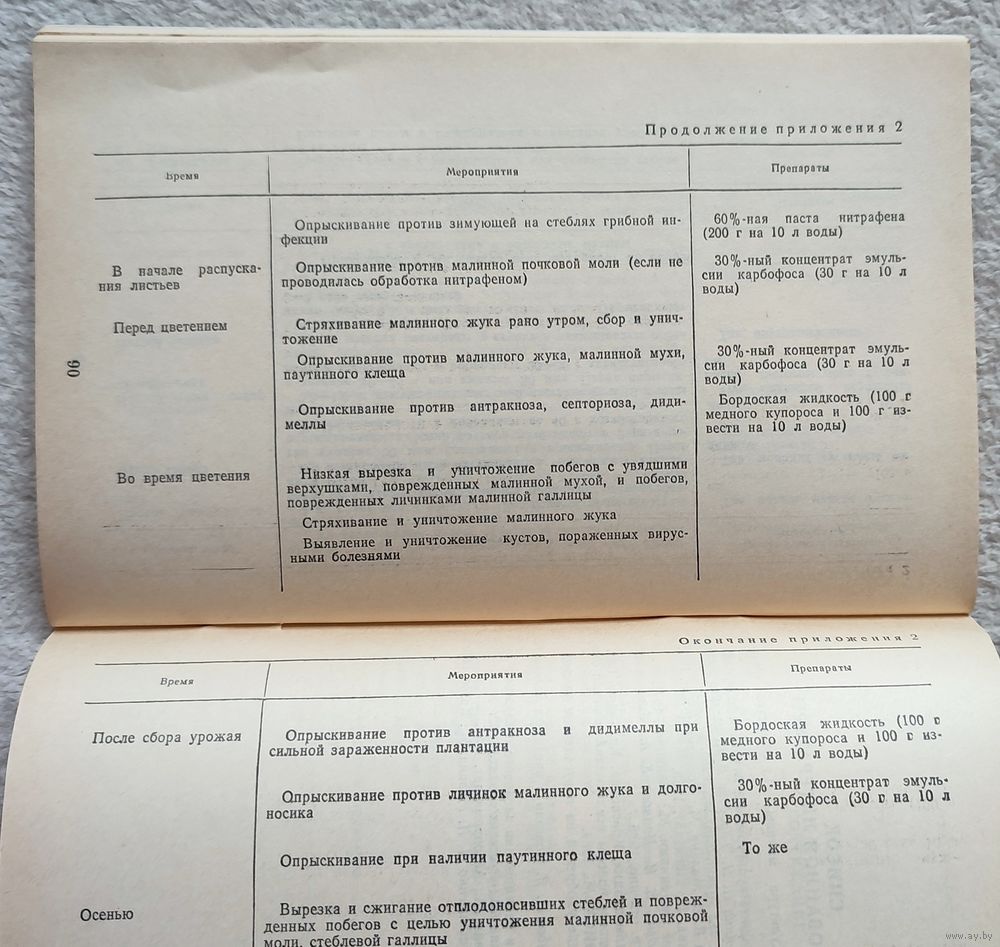 Продолжение приложения 2
Время
Мероприятия
Препараты
Опрыскивание против зимующей на стеблях грибной ин-
фекции
60%-ная паста нитрафена
(200 г на 10 л воды)
В начале распуска-
ния листьев
Опрыскивание против малинной почковой моли (если не
проводилась обработка нитрафеном)
30%-ный концентрат эмуль-
сии карбофоса (30 г на 10 л
воды)
Перед цветением
Стряхивание малинного жука рано утром, сбор и унич-
тожение
Опрыскивание против малинного жука, малинной мухи,
паутинного клеща
30%-ный концентрат эмуль-
сии карбофоса (30 г на 10 л
воды)
Опрыскивание против антракноза, септориоза, диди-
меллы
Бордоская жидкость (100 г
медного купороса и 100 г из-
вести на 10 л воды)
Во время цветения
Низкая вырезка и уничтожение побегов с увядшими
верхушками, поврежденных малинной мухой, и побегов,
поврежденных личинками малинной галлицы
Стряхивание и уничтожение малинного жука
Выявление и уничтожение кустов, пораженных вирус-
ными болезнями
90
Окончание приложения 2
Время
Мероприятия
Препараты
После сбора урожая
Опрыскивание против антракноза и дидимеллы при
сильной зараженности плантации
Бордоская жидкость (100 г
медного купороса и 100 г из-
вести на 10 л воды)
Опрыскивание против личинок малинного жука и долго-
носика
30%-ный концентрат эмуль-
сии карбофоса (30 г на 10 л
воды)
Опрыскивание при наличии паутинного клеща
То же
Осенью
Вырезка и сжигание отплодоносивших стеблей и повреж-
денных побегов с целью уничтожения малинной почковой
моли, стеблевой галлицы
www.ay.by